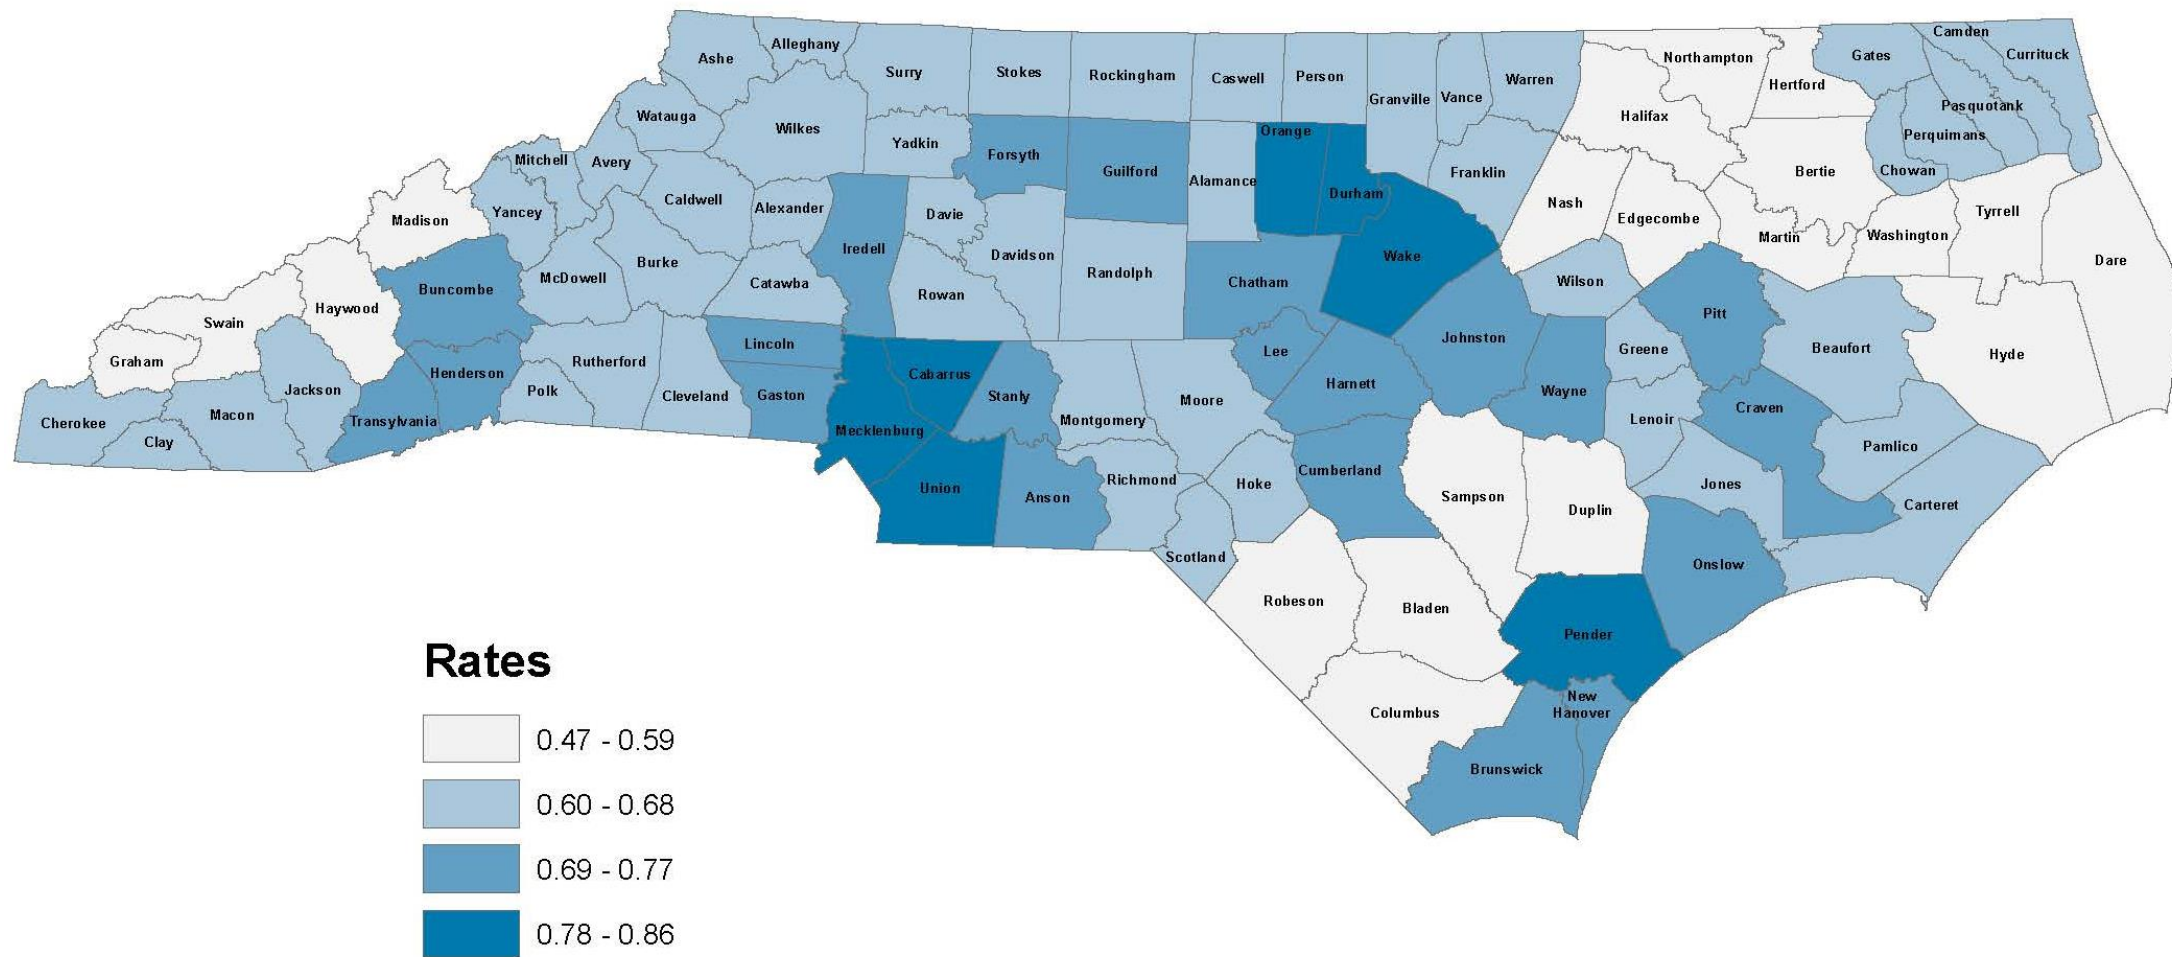 Ashe
Alleghany
Surry
Stokes
Rockingham
Caswell
Person
Granville
Vance
Warren
Northampton
Hertford
Gates
Camden
Currituck
Watauga
Wilkes
Yadkin
Forsyth
Guilford
Alamance
Orange
Durham
Franklin
Halifax
Bertie
Chowan
Perquimans
Pasquotank
Mitchell
Avery
Caldwell
Alexander
Iredell
Davie
Davidson
Randolph
Chatham
Wake
Nash
Edgecombe
Martin
Washington
Tyrrell
Dare
Madison
Yancey
Buncombe
McDowell
Burke
Catawba
Rowan
Johnston
Wilson
Pitt
Beaufort
Hyde
Swain
Haywood
Graham
Jackson
Henderson
Rutherford
Lincoln
Cabarrus
Stanly
Lee
Harnett
Wayne
Greene
Cherokee
Clay
Macon
Transylvania
Polk
Cleveland
Gaston
Mecklenburg
Montgomery
Moore
Lenoir
Craven
Pamlico
Union
Anson
Richmond
Hoke
Cumberland
Sampson
Duplin
Jones
Carteret
Scotland
Onslow
Robeson
Bladen
Pender
Columbus
New
Hanover
Brunswick
Rates
0.47 - 0.59
0.60 - 0.68
0.69 - 0.77
0.78 - 0.86